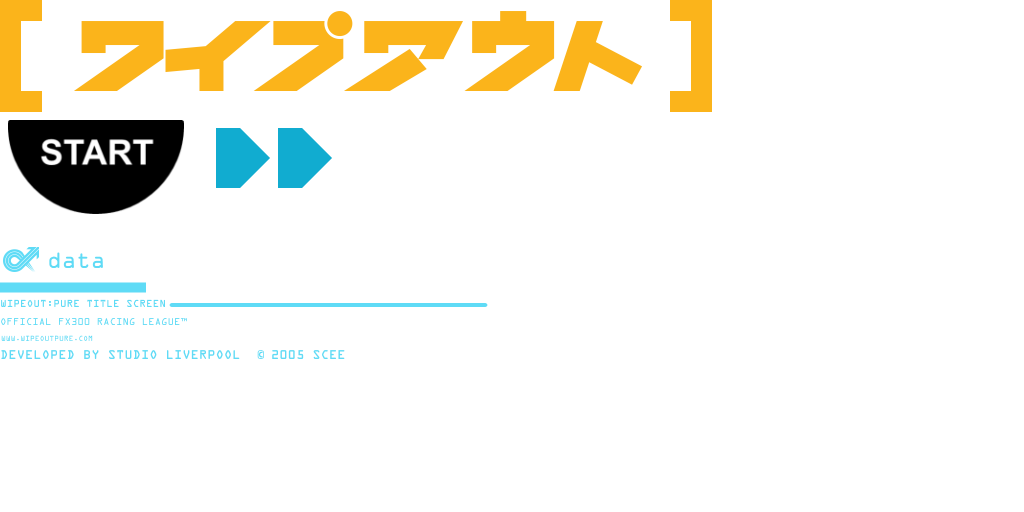 [ワイプアウト]
START
data
WIPEOUT:PURE TITLE SCREEN
OFFICIAL FX300 RACING LEAGUE™
WWW.WIPEOUTPURE.COM
DEVELOPED BY STUDIO LIVERPOOL © 2005 SCEE